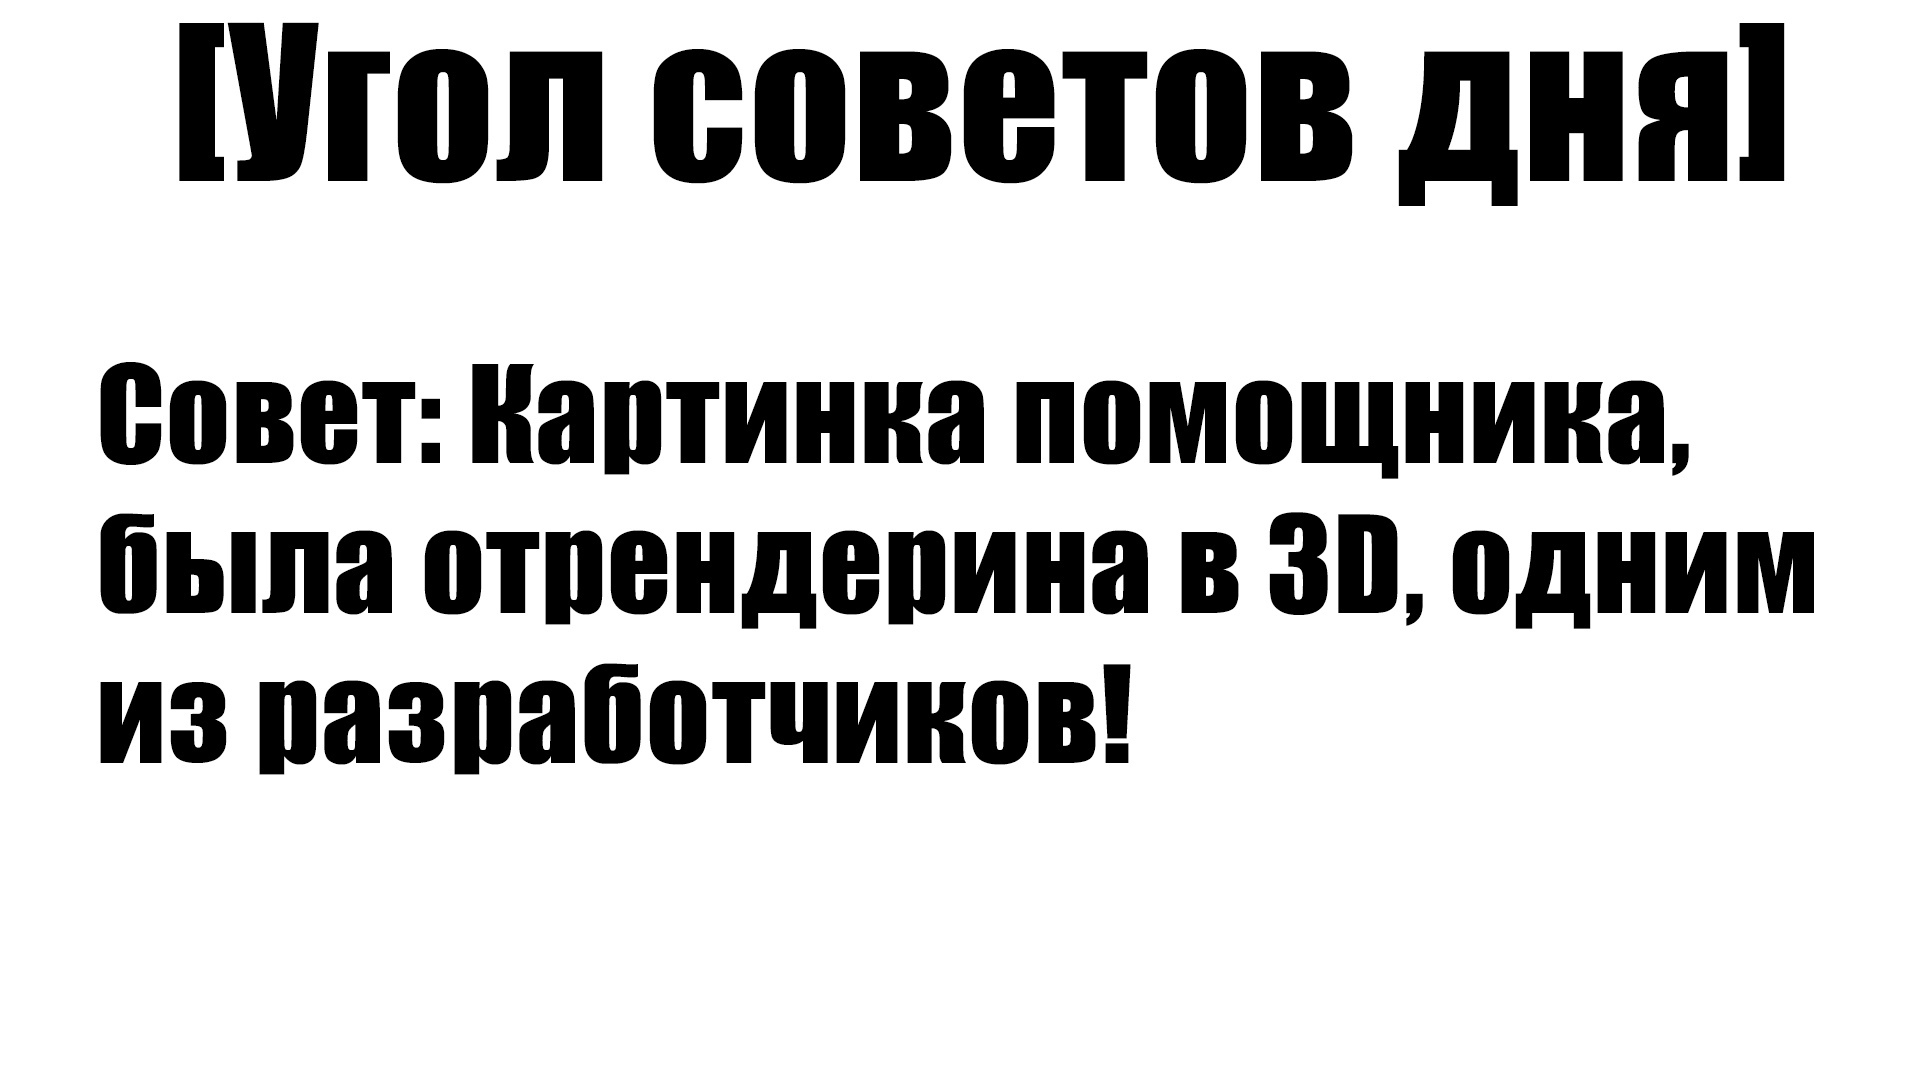 [Угол советов дня]
Совет: Картинка помощника,
была отрендерина в 3D, одним
из разработчиков!